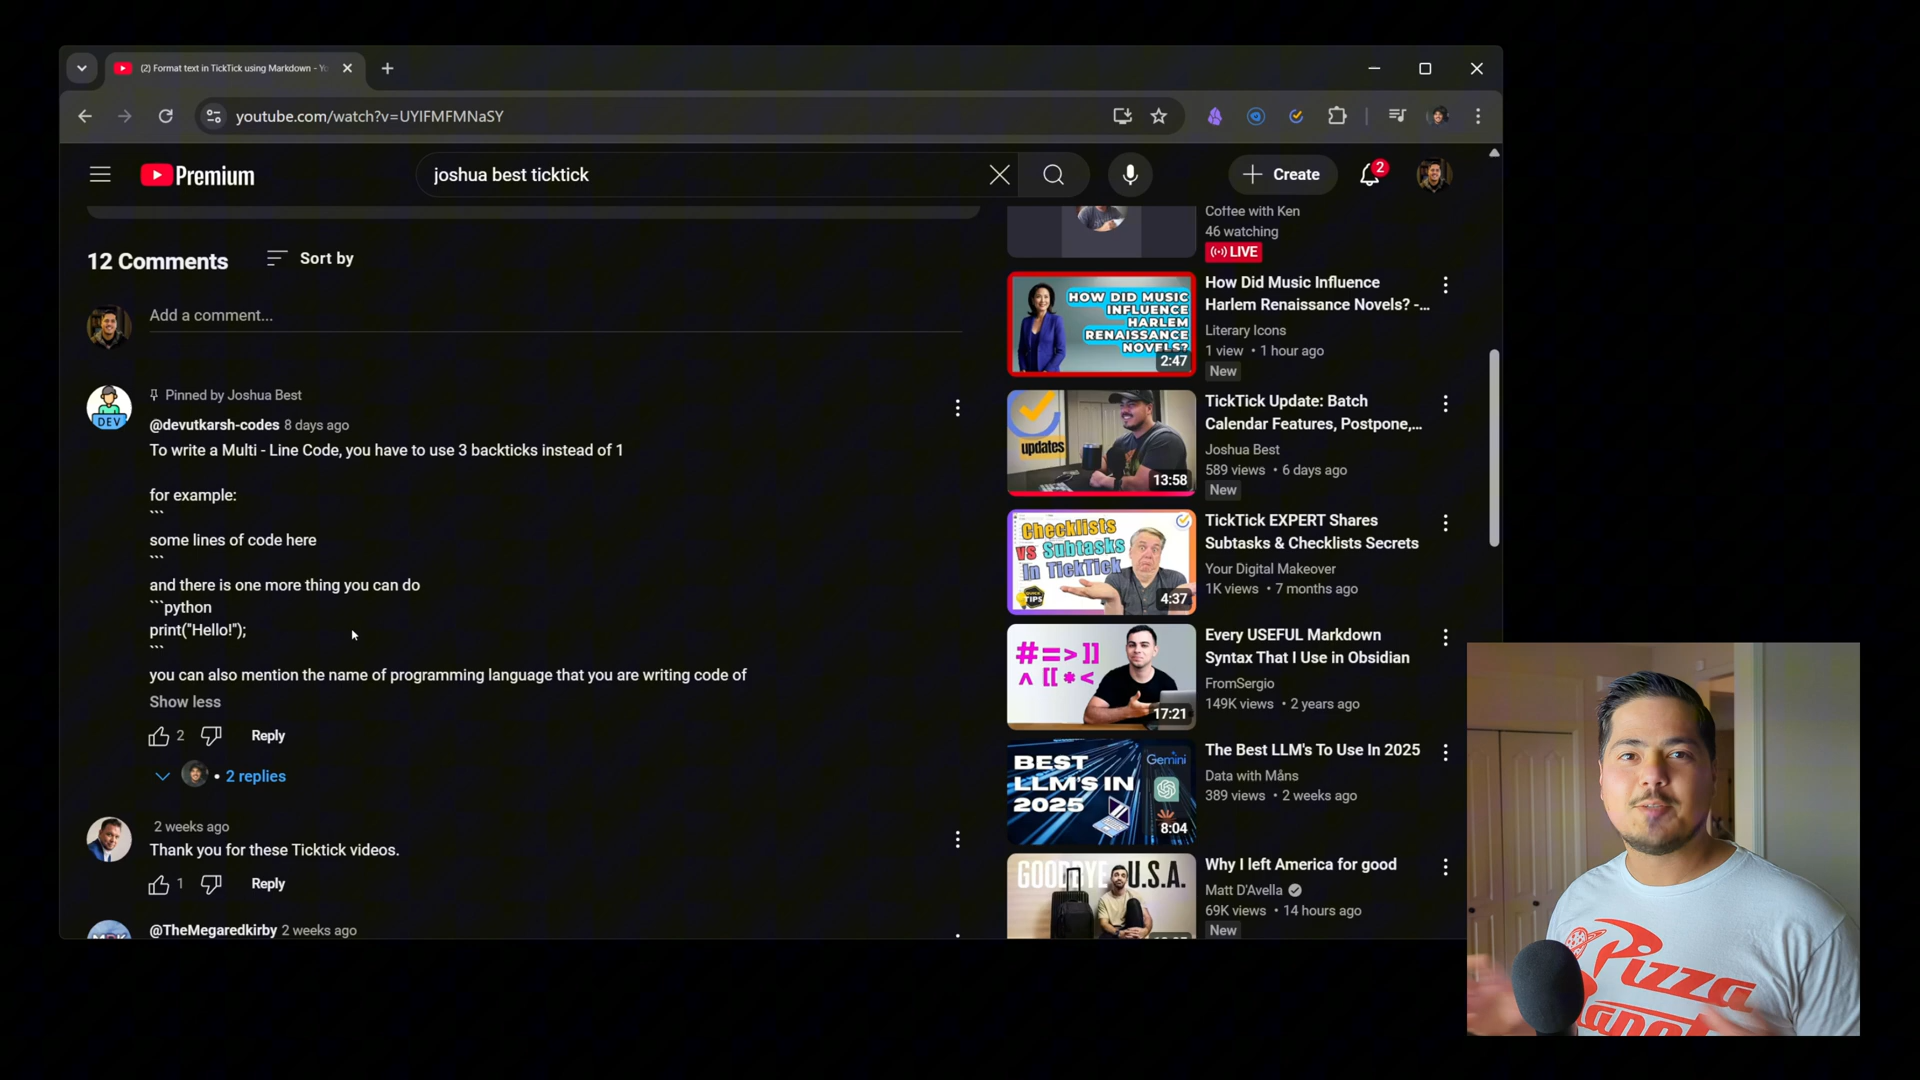 (2) Format text in TickTick using Markdown - Yo
youtube.com/watch?v=UYIFMFMNaSY
Premium
joshua best ticktick
Create
2
12 Comments
Sort by
Add a comment...
Pinned by Joshua Best
@devutkarsh-codes 8 days ago
DEV
To write a Multi - Line Code, you have to use 3 backticks instead of 1
for example:
```
some lines of code here
```
and there is one more thing you can do
```python
print("Hello!");
```
you can also mention the name of programming language that you are writing code of
Show less
2
Reply
• 2 replies
2 weeks ago
Thank you for these Ticktick videos.
1
Reply
@TheMegaredkirby 2 weeks ago
Coffee with Ken
46 watching
LIVE
HOW DID MUSIC
INFLUENCE
HARLEM
RENAISSANCE
NOVELS?
2:47
How Did Music Influence
Harlem Renaissance Novels? -...
Literary Icons
1 view • 1 hour ago
New
updates
13:58
TickTick Update: Batch
Calendar Features, Postpone,...
Joshua Best
589 views • 6 days ago
New
Checklists
vs Subtasks
In TickTick
QUICK
TIPS
4:37
TickTick EXPERT Shares
Subtasks & Checklists Secrets
Your Digital Makeover
1K views • 7 months ago
#=>]]
^ [[*<
17:21
Every USEFUL Markdown
Syntax That I Use in Obsidian
FromSergio
149K views • 2 years ago
BEST
LLM'S IN
2025
Gemini
8:04
The Best LLM's To Use In 2025
Data with Måns
389 views • 2 weeks ago
GOODBYE U.S.A.
Why I left America for good
Matt D'Avella
69K views • 14 hours ago
New
Pizza
Planet